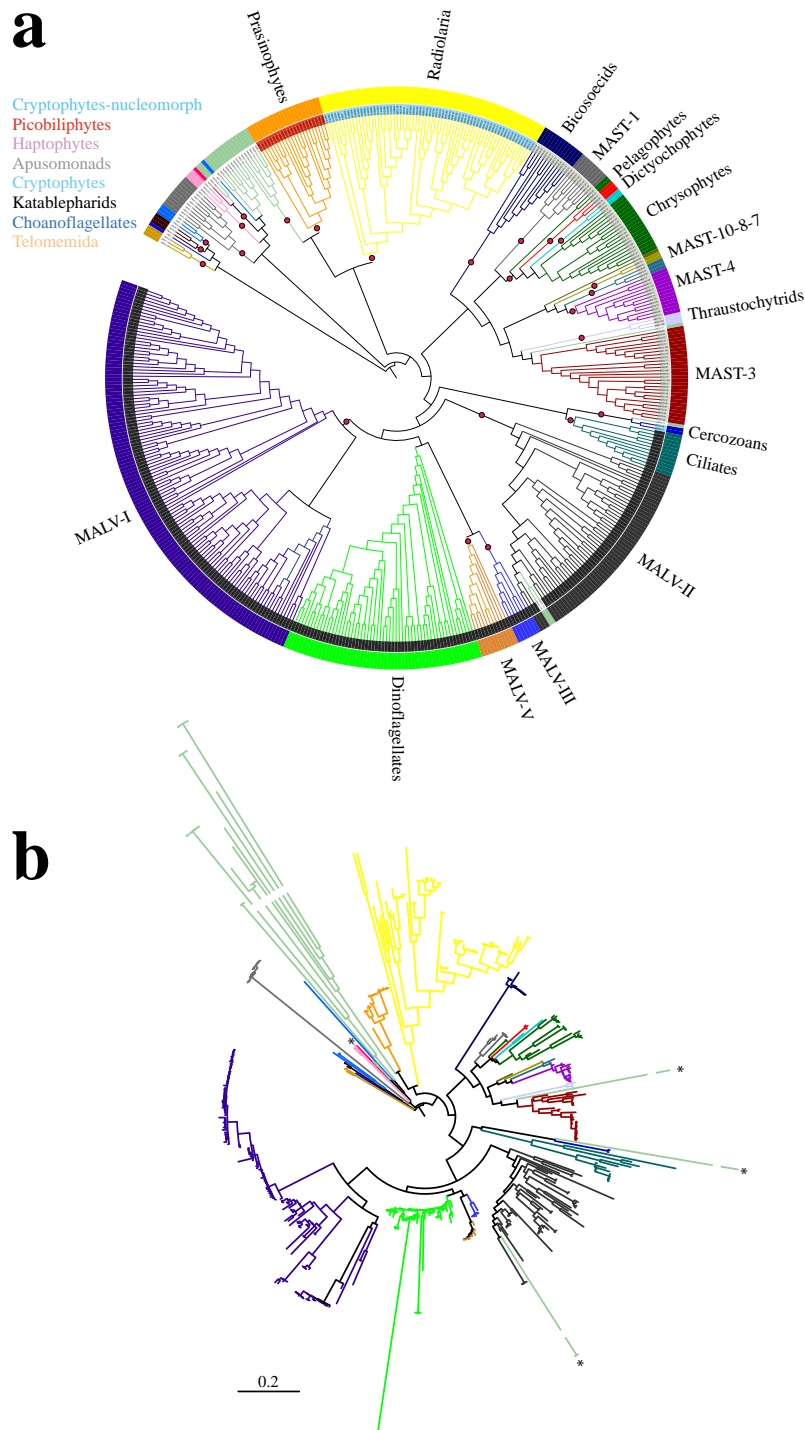 a
Prasinophytes
Radiolaria
Bicosoecids
MAST-1
Pelagophytes
Dictyochophytes
Chrysophytes
MAST-10-8-7
MAST-4
Thraustochytrids
MAST-3
Cercozoans
Ciliates
MALV-II
MALV-III
MALV-V
Dinoflagellates
MALV-I
Cryptophytes-nucleomorph
Picobiliphytes
Haptophytes
Apusomonads
Cryptophytes
Katablepharids
Choanoflagellates
Telomemida
b
*
*
*
*
0.2